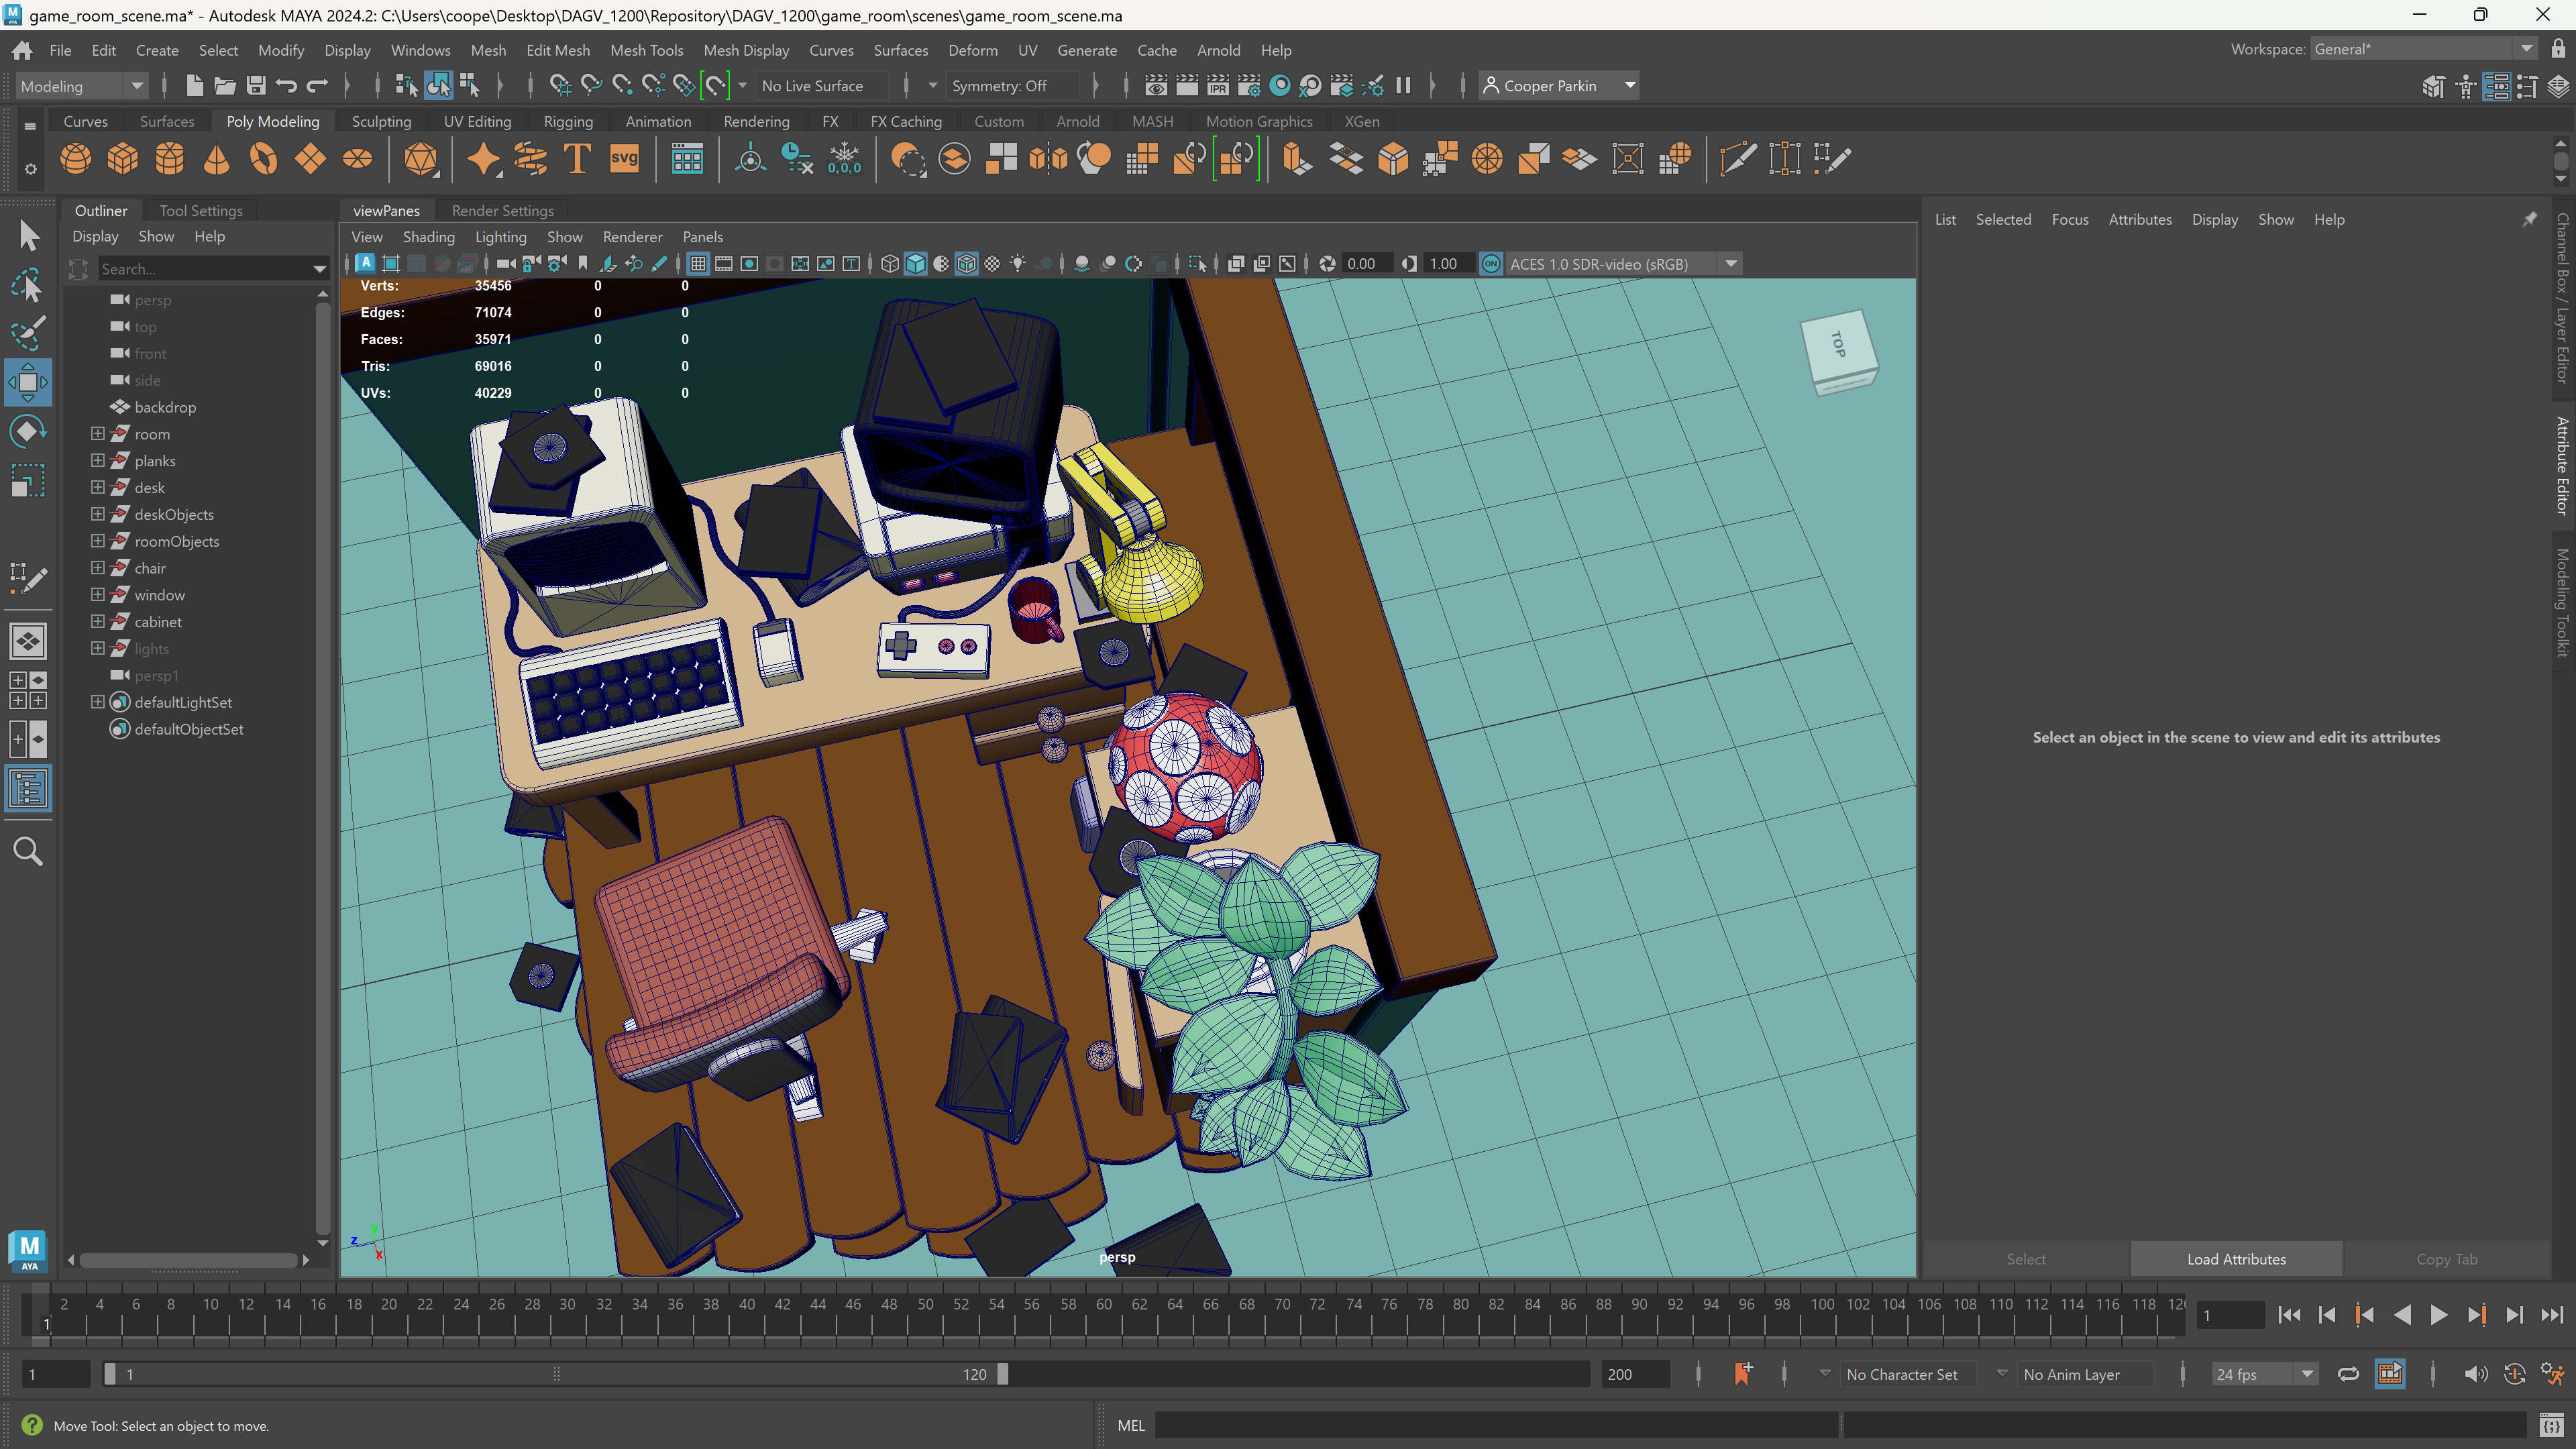 game_room_scene.ma* - Autodesk MAYA 2024.2: C:\Users\coope\Desktop\DAGV_1200\Repository\DAGV_1200\game_room\scenes\game_room_scene.ma
File Edit Create Select Modify Display Windows Mesh Edit Mesh Mesh Tools Mesh Display Curves Surfaces Deform UV Generate Cache Arnold Help
Workspace: General*
Modeling No Live Surface Symmetry: Off IPR Cooper Parkin
Curves Surfaces Poly Modeling Sculpting UV Editing Rigging Animation Rendering FX FX Caching Custom Arnold MASH Motion Graphics XGen
T svg 0,0,0
Outliner Tool Settings
Display Show Help
Search...
persp
top
front
side
backdrop
room
planks
desk
deskObjects
roomObjects
chair
window
cabinet
lights
persp1
defaultLightSet
defaultObjectSet
viewPanes Render Settings
View Shading Lighting Show Renderer Panels
A T 0.00 1.00 ON ACES 1.0 SDR-video (sRGB)
Verts: 35456 0 0
Edges: 71074 0 0
Faces: 35971 0 0
Tris: 69016 0 0
UVs: 40229 0 0
TOP
y
z
x
persp
List Selected Focus Attributes Display Show Help
Select an object in the scene to view and edit its attributes
Select Load Attributes Copy Tab
Channel Box / Layer Editor
Attribute Editor
Modeling Toolkit
M
AYA
2 4 6 8 10 12 14 16 18 20 22 24 26 28 30 32 34 36 38 40 42 44 46 48 50 52 54 56 58 60 62 64 66 68 70 72 74 76 78 80 82 84 86 88 90 92 94 96 98 100 102 104 106 108 110 112 114 116 118 120
1 1
1 1 120 200 No Character Set No Anim Layer 24 fps
Move Tool: Select an object to move. MEL